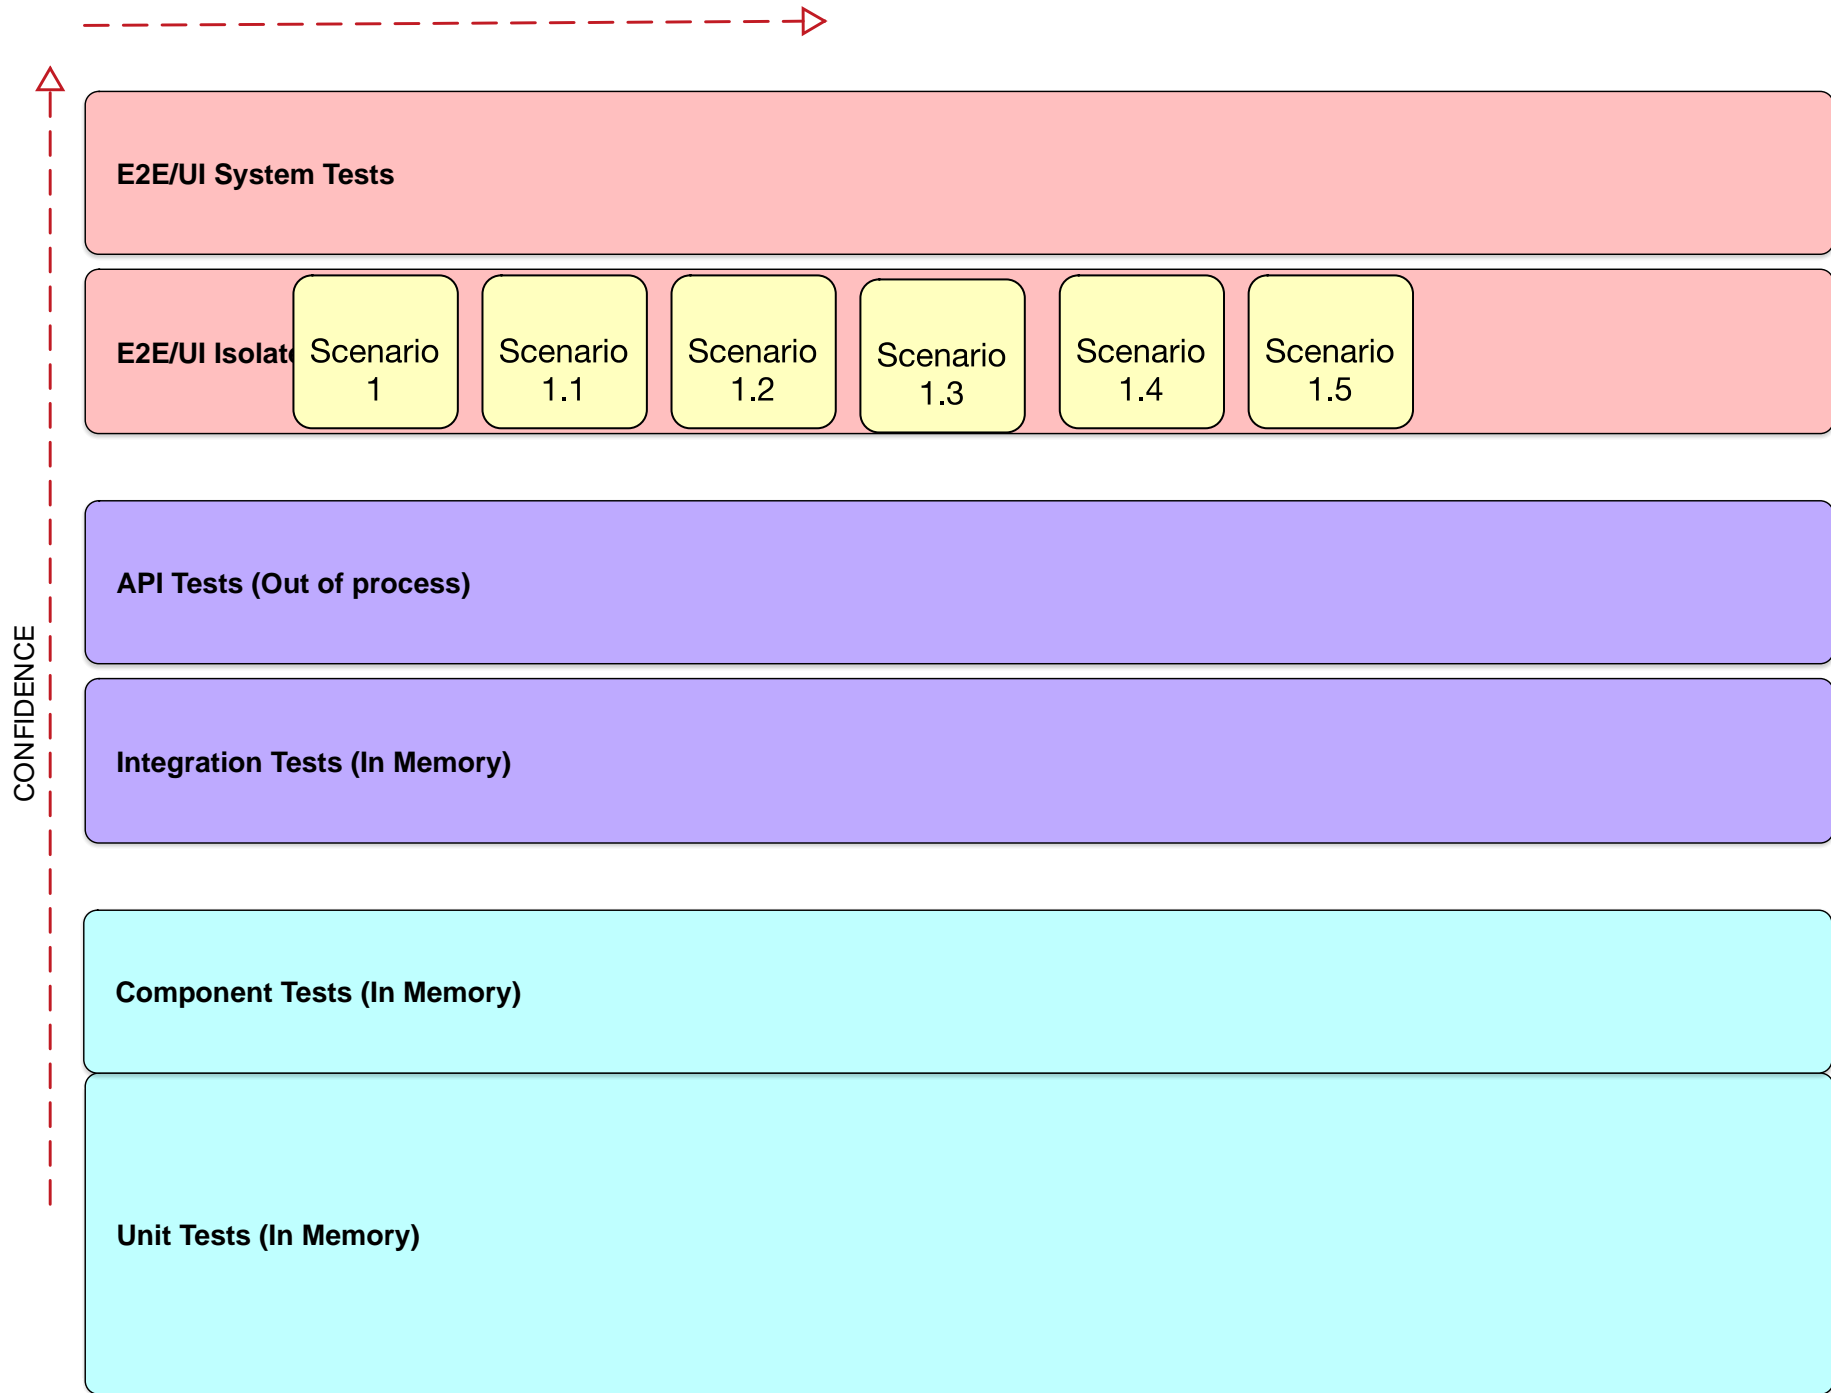 E2E/UI System Tests
E2E/UI
Scenario
1
Scenario
1.1
Scenario
1.2
Scenario
1.3
Scenario
1.4
Scenario
1.5
API Tests (Out of process)
CONFIDENCE
Integration Tests (In Memory)
Component Tests (In Memory)
Unit Tests (In Memory)